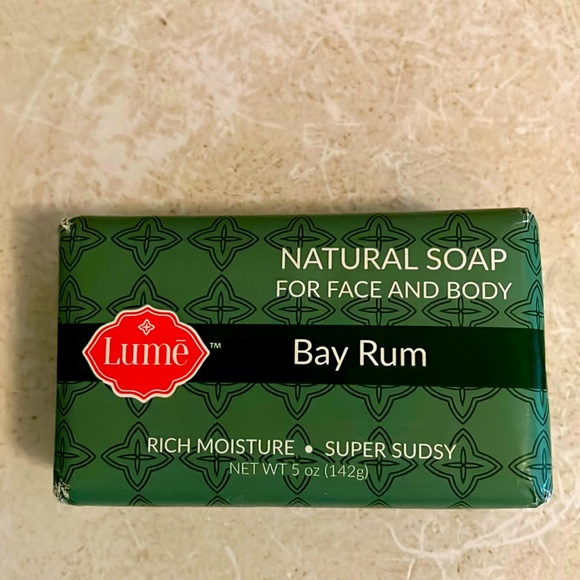 NATURAL SOAP
FOR FACE AND BODY
Lumē™
Bay Rum
RICH MOISTURE • SUPER SUDSY
NET WT 5 oz (142g)